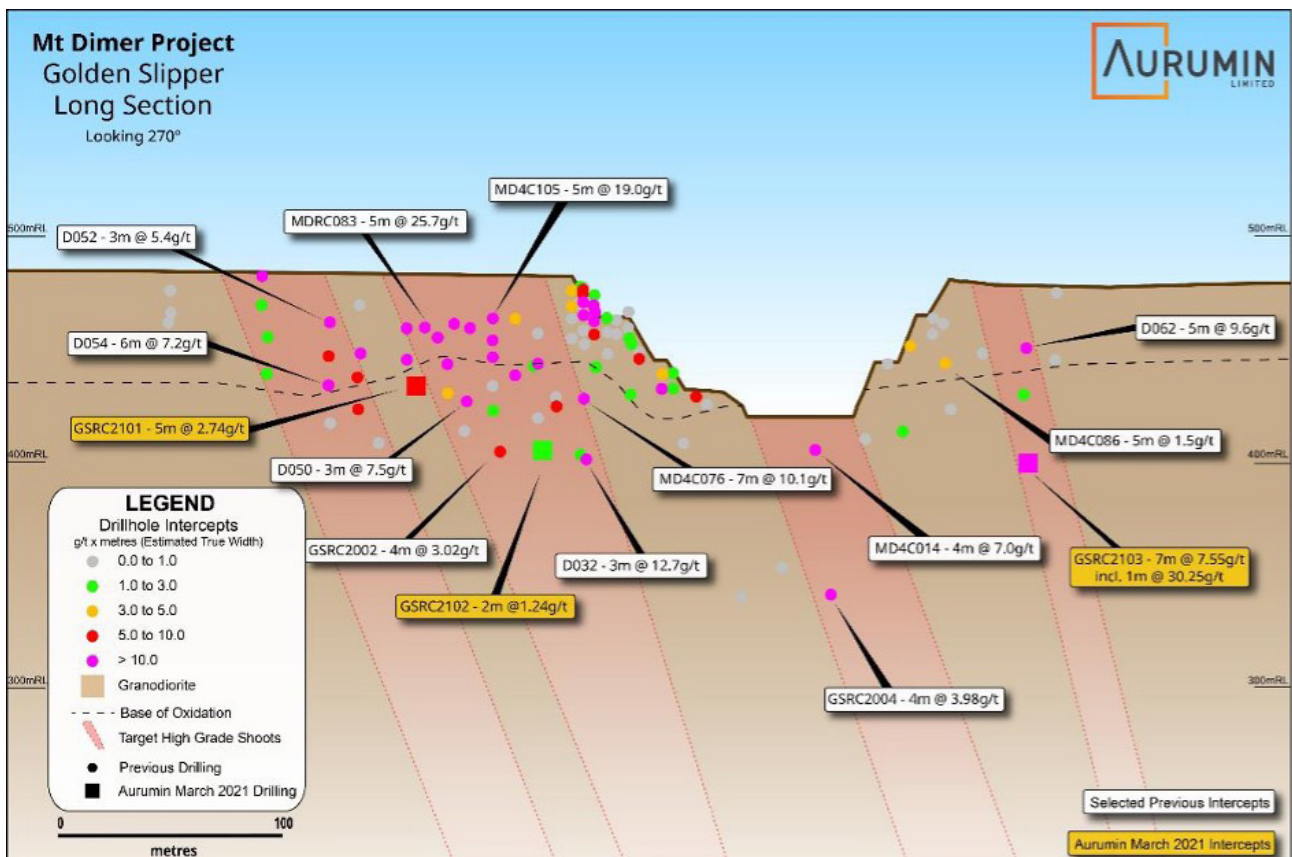 Mt Dimer Project
Golden Slipper
Long Section
Looking 270°
AURUMIN
LIMITED
500mRL
500mRL
400mRL
400mRL
300mRL
300mRL
MD4C105 - 5m @ 19.0g/t
MDRC083 - 5m @ 25.7g/t
D052 - 3m @ 5.4g/t
D054 - 6m @ 7.2g/t
D062 - 5m @ 9.6g/t
GSRC2101 - 5m @ 2.74g/t
MD4C086 - 5m @ 1.5g/t
D050 - 3m @ 7.5g/t
MD4C076 - 7m @ 10.1g/t
GSRC2002 - 4m @ 3.02g/t
MD4C014 - 4m @ 7.0g/t
D032 - 3m @ 12.7g/t
GSRC2103 - 7m @ 7.55g/t
incl. 1m @ 30.25g/t
GSRC2102 - 2m @1.24g/t
GSRC2004 - 4m @ 3.98g/t
LEGEND
Drillhole Intercepts
g/t x metres (Estimated True Width)
0.0 to 1.0
1.0 to 3.0
3.0 to 5.0
5.0 to 10.0
> 10.0
Granodiorite
Base of Oxidation
Target High Grade Shoots
Previous Drilling
Aurumin March 2021 Drilling
0 100
metres
Selected Previous Intercepts
Aurumin March 2021 Intercepts